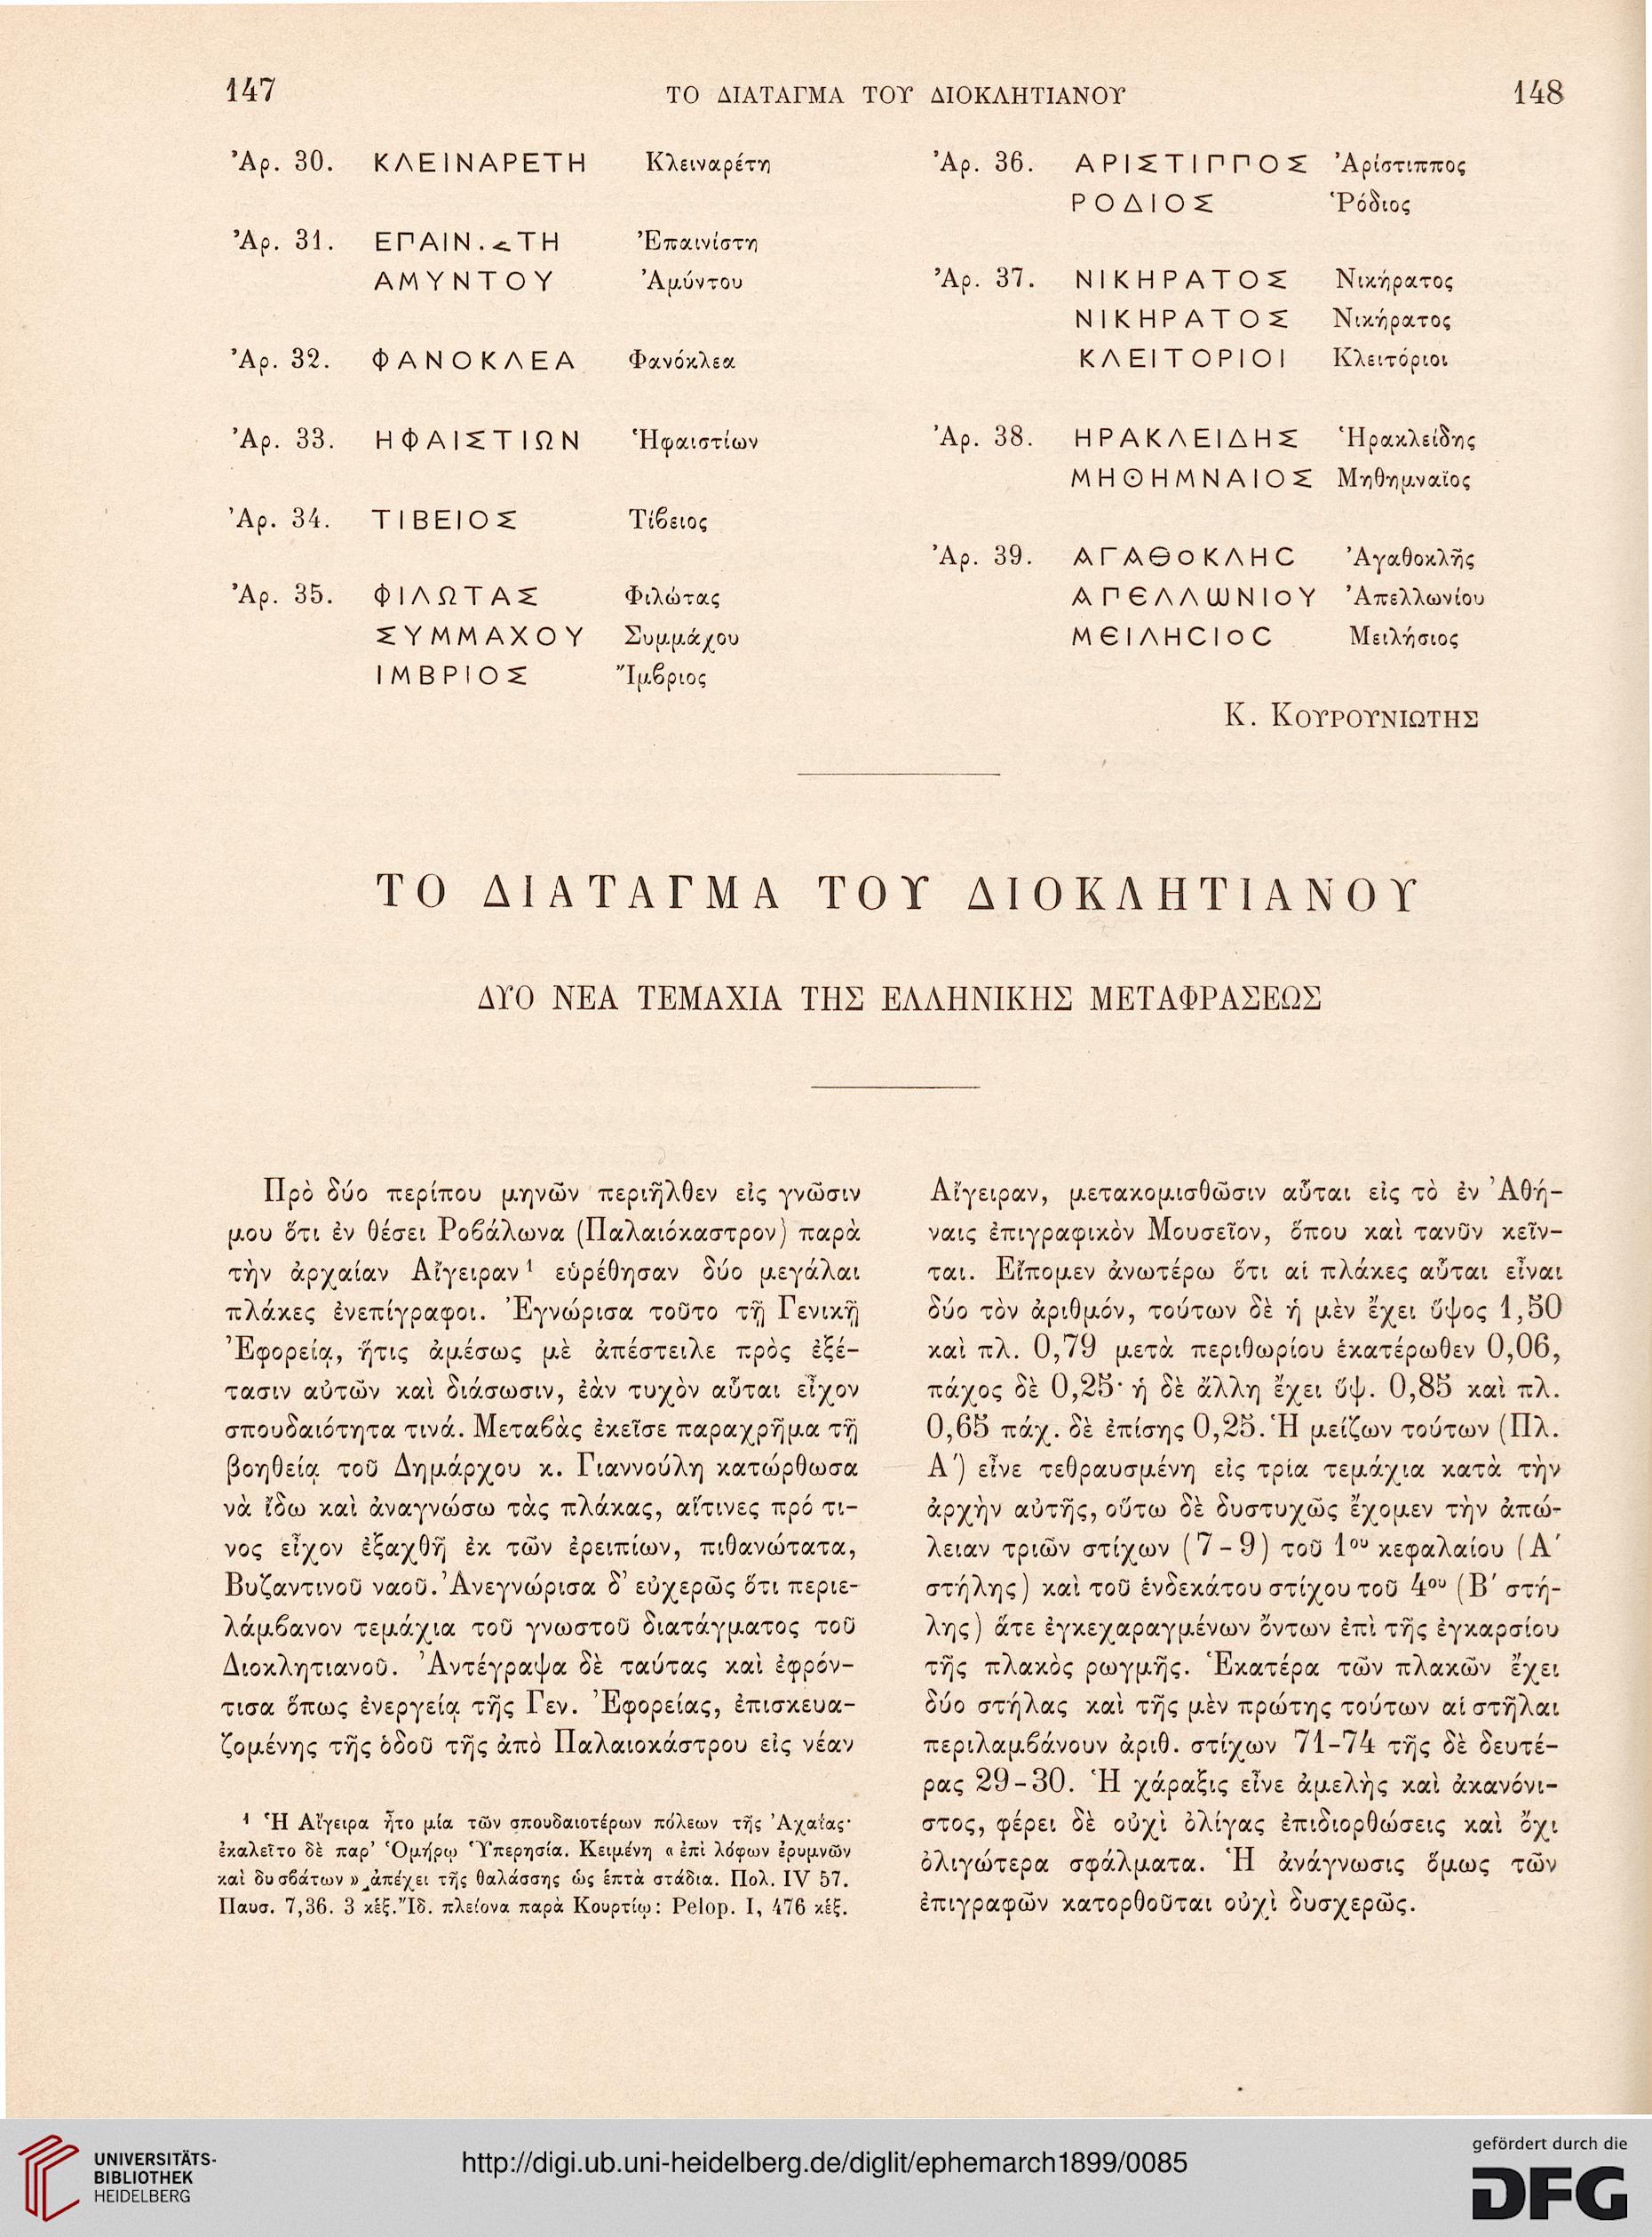 147 ΤΟ ΔΙΑΤΑΓΜΑ ΤΟΥ ΔΙΟΚΛΗΤΙΑΝΟΥ 148
Ἀρ. 30. ΚΛΕΙΝΑΡΕΤΗ Κλειναρέτη
Ἀρ. 31. ΕΠΑΙΝ.ΣΤΗ Ἐπαινίστη
ΑΜΥΝΤΟΥ Ἀμύντου
Ἀρ. 32. ΦΑΝΟΚΛΕΑ Φανόκλεα
Ἀρ. 33. ΗΦΑΙΣΤΙΩΝ Ἡφαιστίων
Ἀρ. 34. ΤΙΒΕΙΟΣ Τίβειος
Ἀρ. 35. ΦΙΛΩΤΑΣ Φιλώτας
ΣΥΜΜΑΧΟΥ Συμμάχου
ΙΜΒΡΙΟΣ Ἴμβριος
Ἀρ. 36. ΑΡΙΣΤΙΠΠΟΣ Ἀρίστιππος
ΡΟΔΙΟΣ Ῥόδιος
Ἀρ. 37. ΝΙΚΗΡΑΤΟΣ Νικήρατος
ΝΙΚΗΡΑΤΟΣ Νικήρατος
ΚΛΕΙΤΟΡΙΟΙ Κλειτόριοι
Ἀρ. 38. ΗΡΑΚΛΕΙΔΗΣ Ἡρακλείδης
ΜΗΘΗΜΝΑΙΟΣ Μηθημναῖος
Ἀρ. 39. ΑΓΑΘΟΚΛΗϹ Ἀγαθοκλῆς
ΑΠΕΛΛΩΝΙΟΥ Ἀπελλωνίου
ΜΕΙΛΗϹΙΟϹ Μειλήσιος
Κ. ΚΟΥΡΟΥΝΙΩΤΗΣ
ΤΟ ΔΙΑΤΑΓΜΑ ΤΟΥ ΔΙΟΚΛΗΤΙΑΝΟΥ
ΔΥΟ ΝΕΑ ΤΕΜΑΧΙΑ ΤΗΣ ΕΛΛΗΝΙΚΗΣ ΜΕΤΑΦΡΑΣΕΩΣ
Πρὸ δύο περίπου μηνῶν περιῆλθεν εἰς γνῶσιν
μου ὅτι ἐν θέσει Ροβάλωνα (Παλαιόκαστρον) παρὰ
τὴν ἀρχαίαν Αἴγειραν¹ εὑρέθησαν δύο μεγάλαι
πλάκες ἐνεπίγραφοι. Ἐγνώρισα τοῦτο τῇ Γενικῇ
Ἐφορείᾳ, ἥτις ἀμέσως μὲ ἀπέστειλε πρὸς ἐξέ-
τασιν αὐτῶν καὶ διάσωσιν, ἐὰν τυχὸν αὗται εἶχον
σπουδαιότητα τινά. Μεταβὰς ἐκεῖσε παραχρῆμα τῇ
βοηθείᾳ τοῦ Δημάρχου κ. Γιαννούλη κατώρθωσα
νὰ ἴδω καὶ ἀναγνώσω τὰς πλάκας, αἵτινες πρό τι-
νος εἶχον ἐξαχθῆ ἐκ τῶν ἐρειπίων, πιθανώτατα,
Βυζαντινοῦ ναοῦ. Ἀνεγνώρισα δ' εὐχερῶς ὅτι περιε-
λάμβανον τεμάχια τοῦ γνωστοῦ διατάγματος τοῦ
Διοκλητιανοῦ. Ἀντέγραψα δὲ ταύτας καὶ ἐφρόν-
τισα ὅπως ἐνεργείᾳ τῆς Γεν. Ἐφορείας, ἐπισκευα-
ζομένης τῆς ὁδοῦ τῆς ἀπὸ Παλαιοκάστρου εἰς νέαν
¹ Ἡ Αἴγειρα ἦτο μία τῶν σπουδαιοτέρων πόλεων τῆς Ἀχαΐας·
ἐκαλεῖτο δὲ παρ' Ὁμήρῳ Ὑπερησία. Κειμένη «ἐπὶ λόφων ἐρυμνῶν
καὶ δυσβάτων» ἀπέχει τῆς θαλάσσης ὡς ἑπτὰ στάδια. Πολ. IV 57.
Παυσ. 7,36. 3 κἑξ. Ἴδ. πλείονα παρὰ Κουρτίῳ: Pelop. I, 476 κἑξ.
Αἴγειραν, μετακομισθῶσιν αὗται εἰς τὸ ἐν Ἀθή-
ναις ἐπιγραφικὸν Μουσεῖον, ὅπου καὶ τανῦν κεῖν-
ται. Εἴπομεν ἀνωτέρω ὅτι αἱ πλάκες αὗται εἶναι
δύο τὸν ἀριθμόν, τούτων δὲ ἡ μὲν ἔχει ὕψος 1,50
καὶ πλ. 0,79 μετὰ περιθωρίου ἑκατέρωθεν 0,06,
πάχος δὲ 0,25· ἡ δὲ ἄλλη ἔχει ὕψ. 0,85 καὶ πλ.
0,65 πάχ. δὲ ἐπίσης 0,25. Ἡ μείζων τούτων (Πλ.
Α΄) εἶνε τεθραυσμένη εἰς τρία τεμάχια κατὰ τὴν
ἀρχὴν αὐτῆς, οὕτω δὲ δυστυχῶς ἔχομεν τὴν ἀπώ-
λειαν τριῶν στίχων (7-9) τοῦ 1ου κεφαλαίου (Α΄
στήλης) καὶ τοῦ ἑνδεκάτου στίχου τοῦ 4ου (Β΄ στή-
λης) ἅτε ἐγκεχαραγμένων ὄντων ἐπὶ τῆς ἐγκαρσίου
τῆς πλακὸς ρωγμῆς. Ἑκατέρα τῶν πλακῶν ἔχει
δύο στήλας καὶ τῆς μὲν πρώτης τούτων αἱ στῆλαι
περιλαμβάνουν ἀριθ. στίχων 71-74 τῆς δὲ δευτέ-
ρας 29-30. Ἡ χάραξις εἶνε ἀμελὴς καὶ ἀκανόνι-
στος, φέρει δὲ οὐχὶ ὀλίγας ἐπιδιορθώσεις καὶ ὄχι
ὀλιγώτερα σφάλματα. Ἡ ἀνάγνωσις ὅμως τῶν
ἐπιγραφῶν κατορθοῦται οὐχὶ δυσχερῶς.
UNIVERSITÄTS-
BIBLIOTHEK
HEIDELBERG
http://digi.ub.uni-heidelberg.de/diglit/ephemarch1899/0085
gefördert durch die
DFG